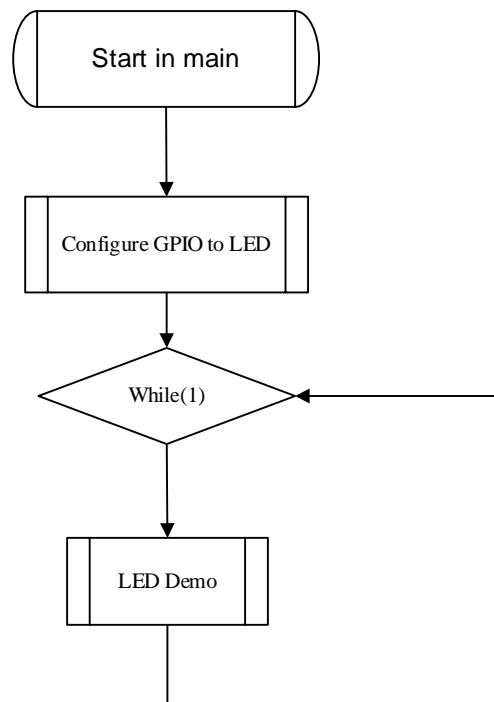 Start in main
Configure GPIO to LED
While(1)
LED Demo